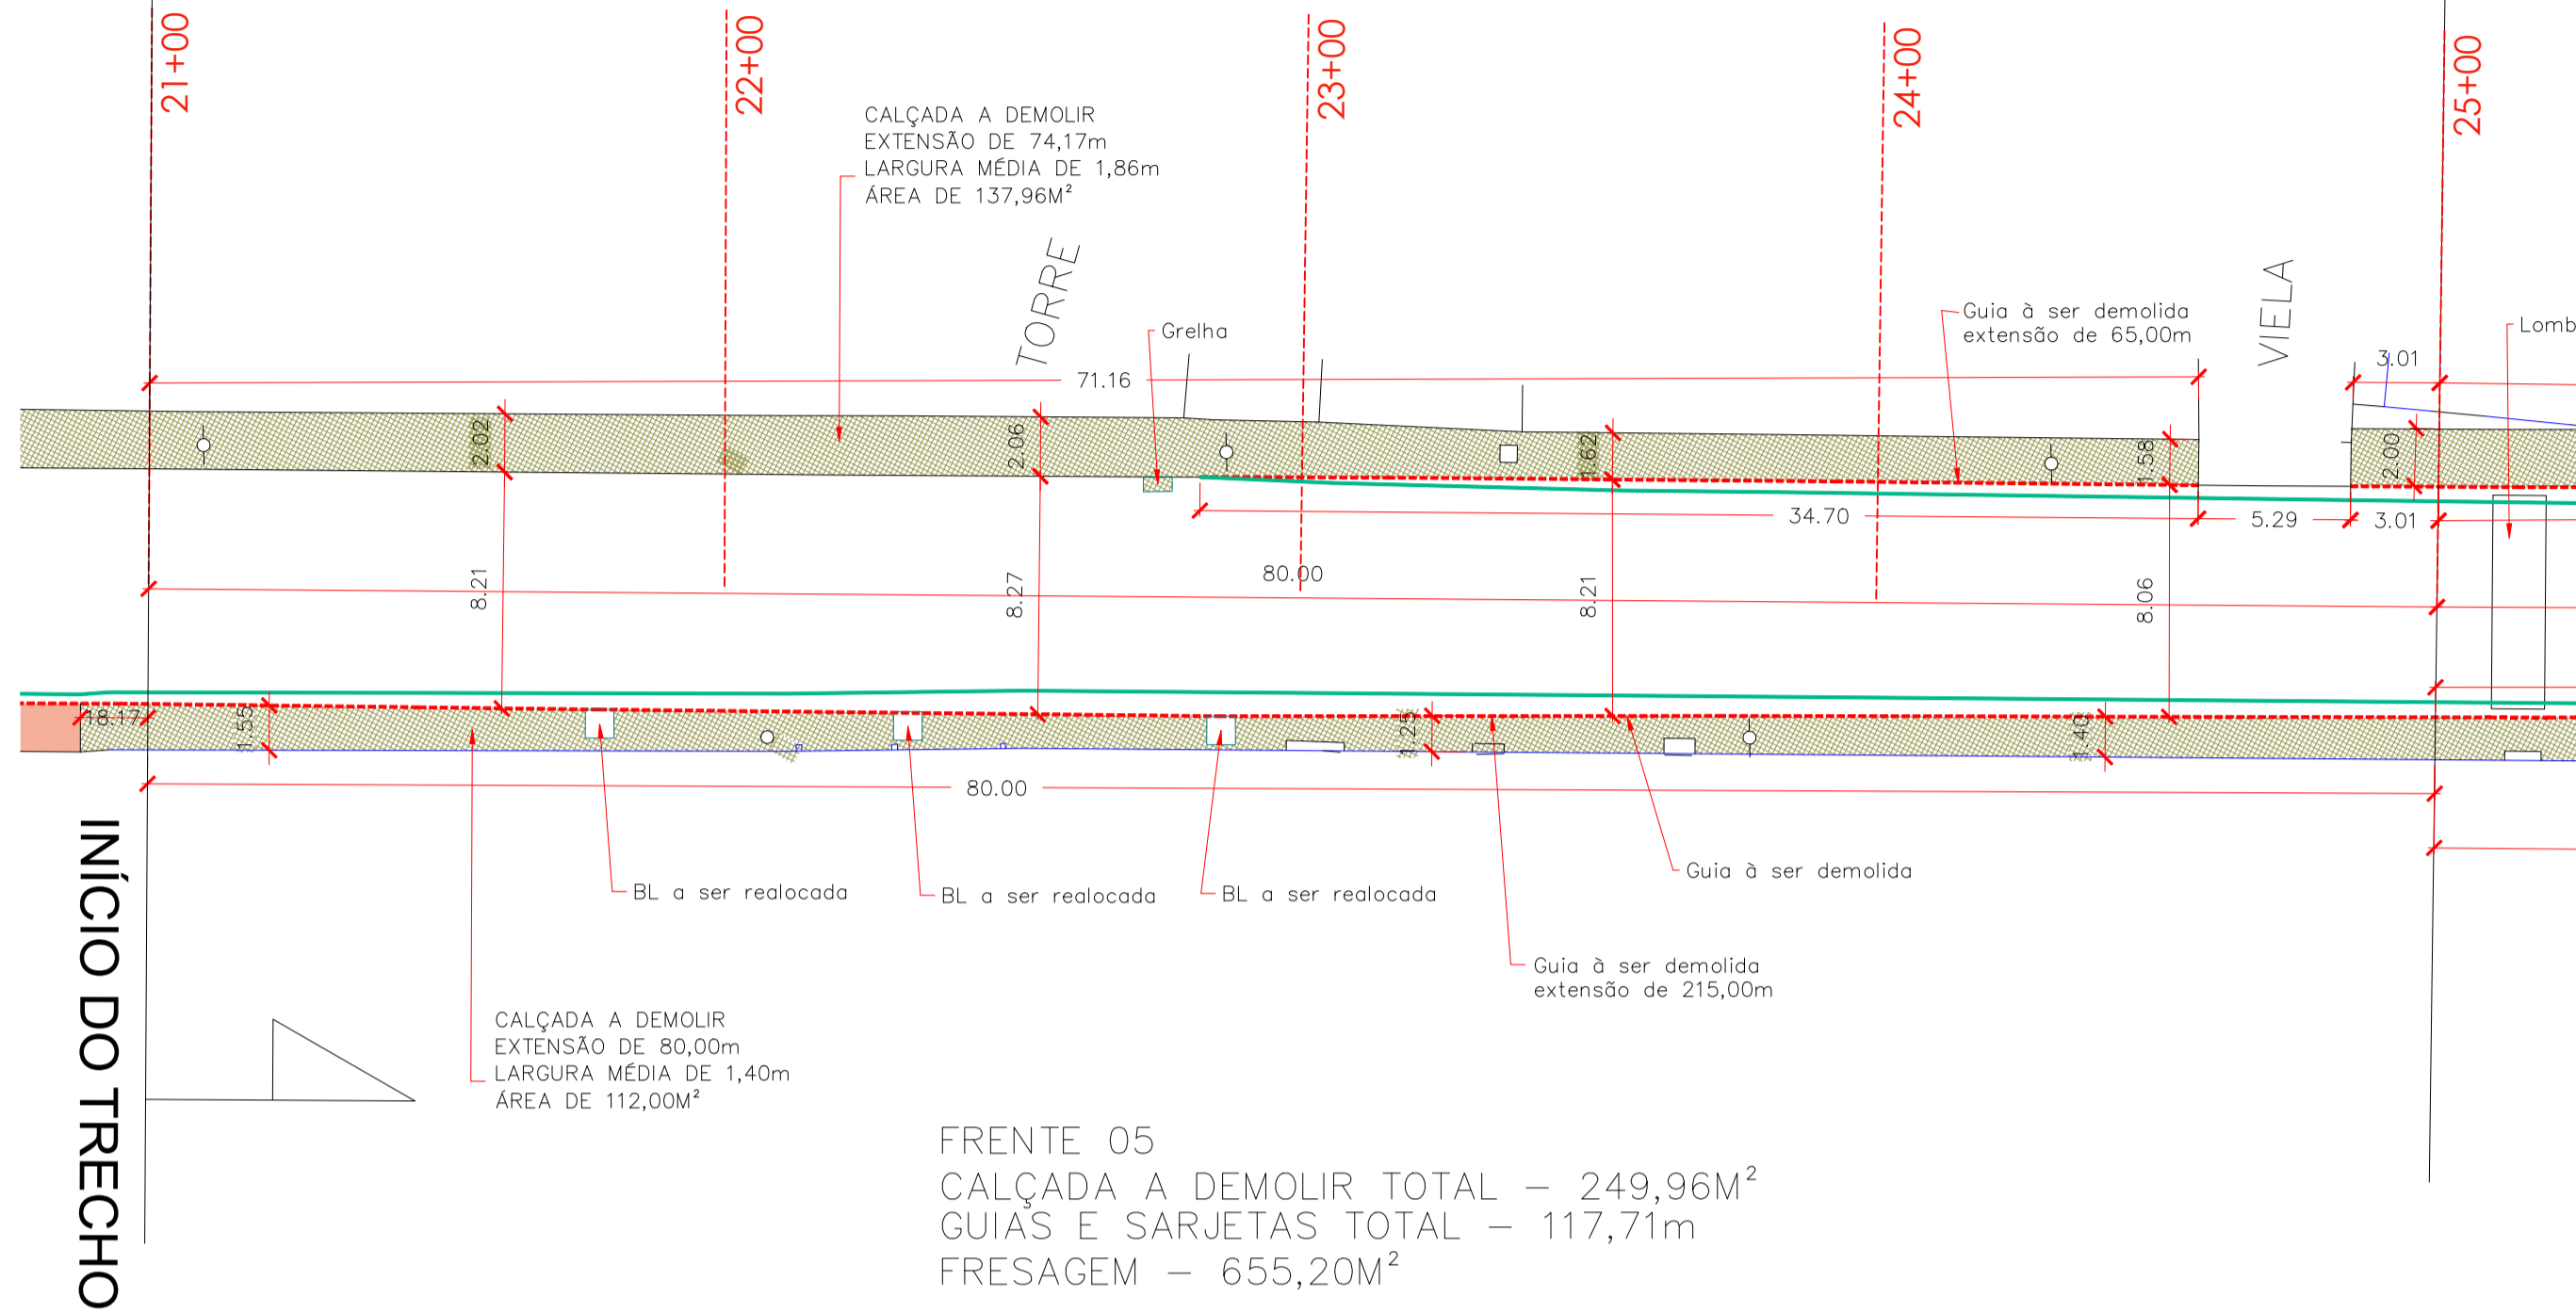 21+00
22+00
23+00
24+00
25+00
CALÇADA A DEMOLIR
EXTENSÃO DE 74,17m
LARGURA MÉDIA DE 1,86m
ÁREA DE 137,96M²
TORRE
Grelha
Guia à ser demolida
extensão de 65,00m
VIELA
Lomb
71.16
3.01
2.02
2.06
1.62
1.58
2.00
34.70
5.29
3.01
8.21
8.27
80.00
8.21
8.06
18.17
1.55
1.25
1.40
80.00
BL a ser realocada
BL a ser realocada
BL a ser realocada
Guia à ser demolida
Guia à ser demolida
extensão de 215,00m
INÍCIO DO TRECHO
CALÇADA A DEMOLIR
EXTENSÃO DE 80,00m
LARGURA MÉDIA DE 1,40m
ÁREA DE 112,00M²
FRENTE 05
CALÇADA A DEMOLIR TOTAL – 249,96M²
GUIAS E SARJETAS TOTAL – 117,71m
FRESAGEM – 655,20M²